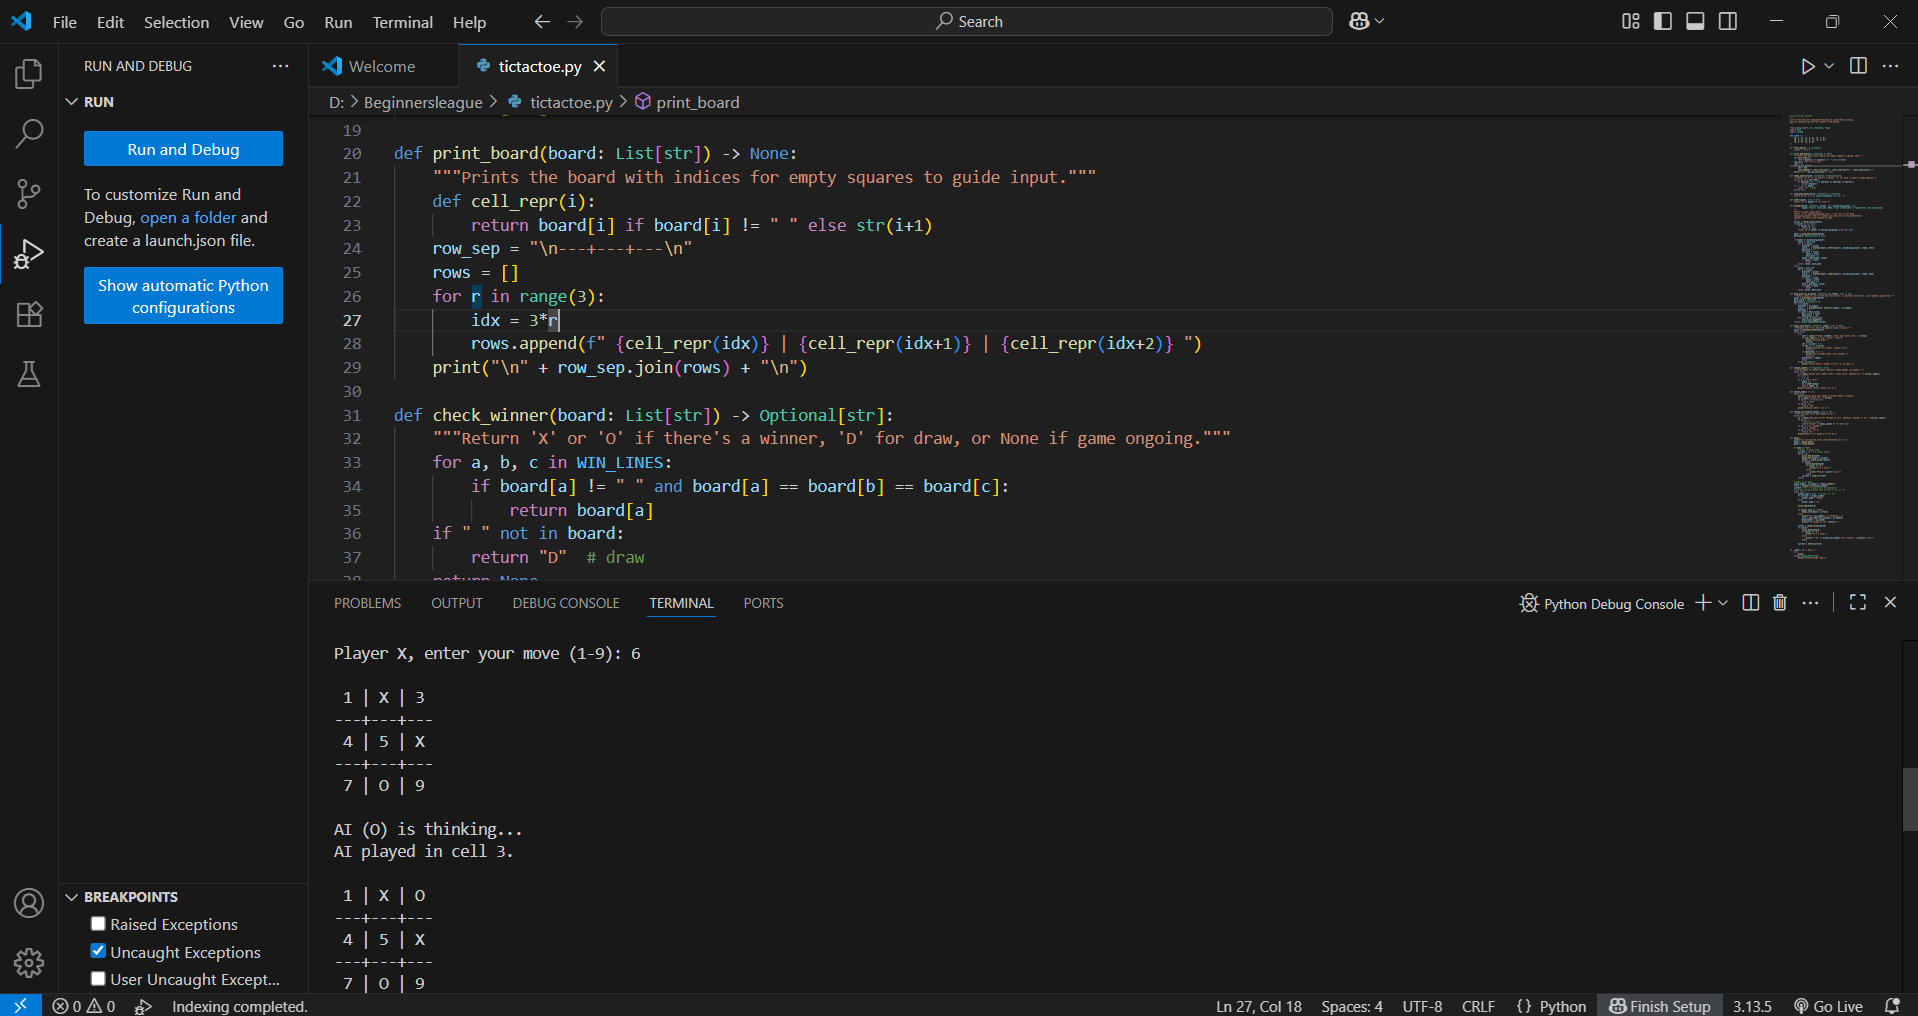 File Edit Selection View Go Run Terminal Help
Search
RUN AND DEBUG
RUN
Run and Debug
To customize Run and
Debug, open a folder and
create a launch.json file.
Show automatic Python
configurations
BREAKPOINTS
Raised Exceptions
Uncaught Exceptions
User Uncaught Except...
Welcome
tictactoe.py
D: > Beginnersleague > tictactoe.py > print_board
19
20 def print_board(board: List[str]) -> None:
21 """Prints the board with indices for empty squares to guide input."""
22 def cell_repr(i):
23 return board[i] if board[i] != " " else str(i+1)
24 row_sep = "\n---+---+---\n"
25 rows = []
26 for r in range(3):
27 idx = 3*r
28 rows.append(f" {cell_repr(idx)} | {cell_repr(idx+1)} | {cell_repr(idx+2)} ")
29 print("\n" + row_sep.join(rows) + "\n")
30
31 def check_winner(board: List[str]) -> Optional[str]:
32 """Return 'X' or 'O' if there's a winner, 'D' for draw, or None if game ongoing."""
33 for a, b, c in WIN_LINES:
34 if board[a] != " " and board[a] == board[b] == board[c]:
35 return board[a]
36 if " " not in board:
37 return "D" # draw
38 return None
PROBLEMS OUTPUT DEBUG CONSOLE TERMINAL PORTS
Python Debug Console
Player X, enter your move (1-9): 6
1 | X | 3
---+---+---
4 | 5 | X
---+---+---
7 | O | 9
AI (O) is thinking...
AI played in cell 3.
1 | X | O
---+---+---
4 | 5 | X
---+---+---
7 | O | 9
0 0 Indexing completed. Ln 27, Col 18 Spaces: 4 UTF-8 CRLF {} Python Finish Setup 3.13.5 Go Live